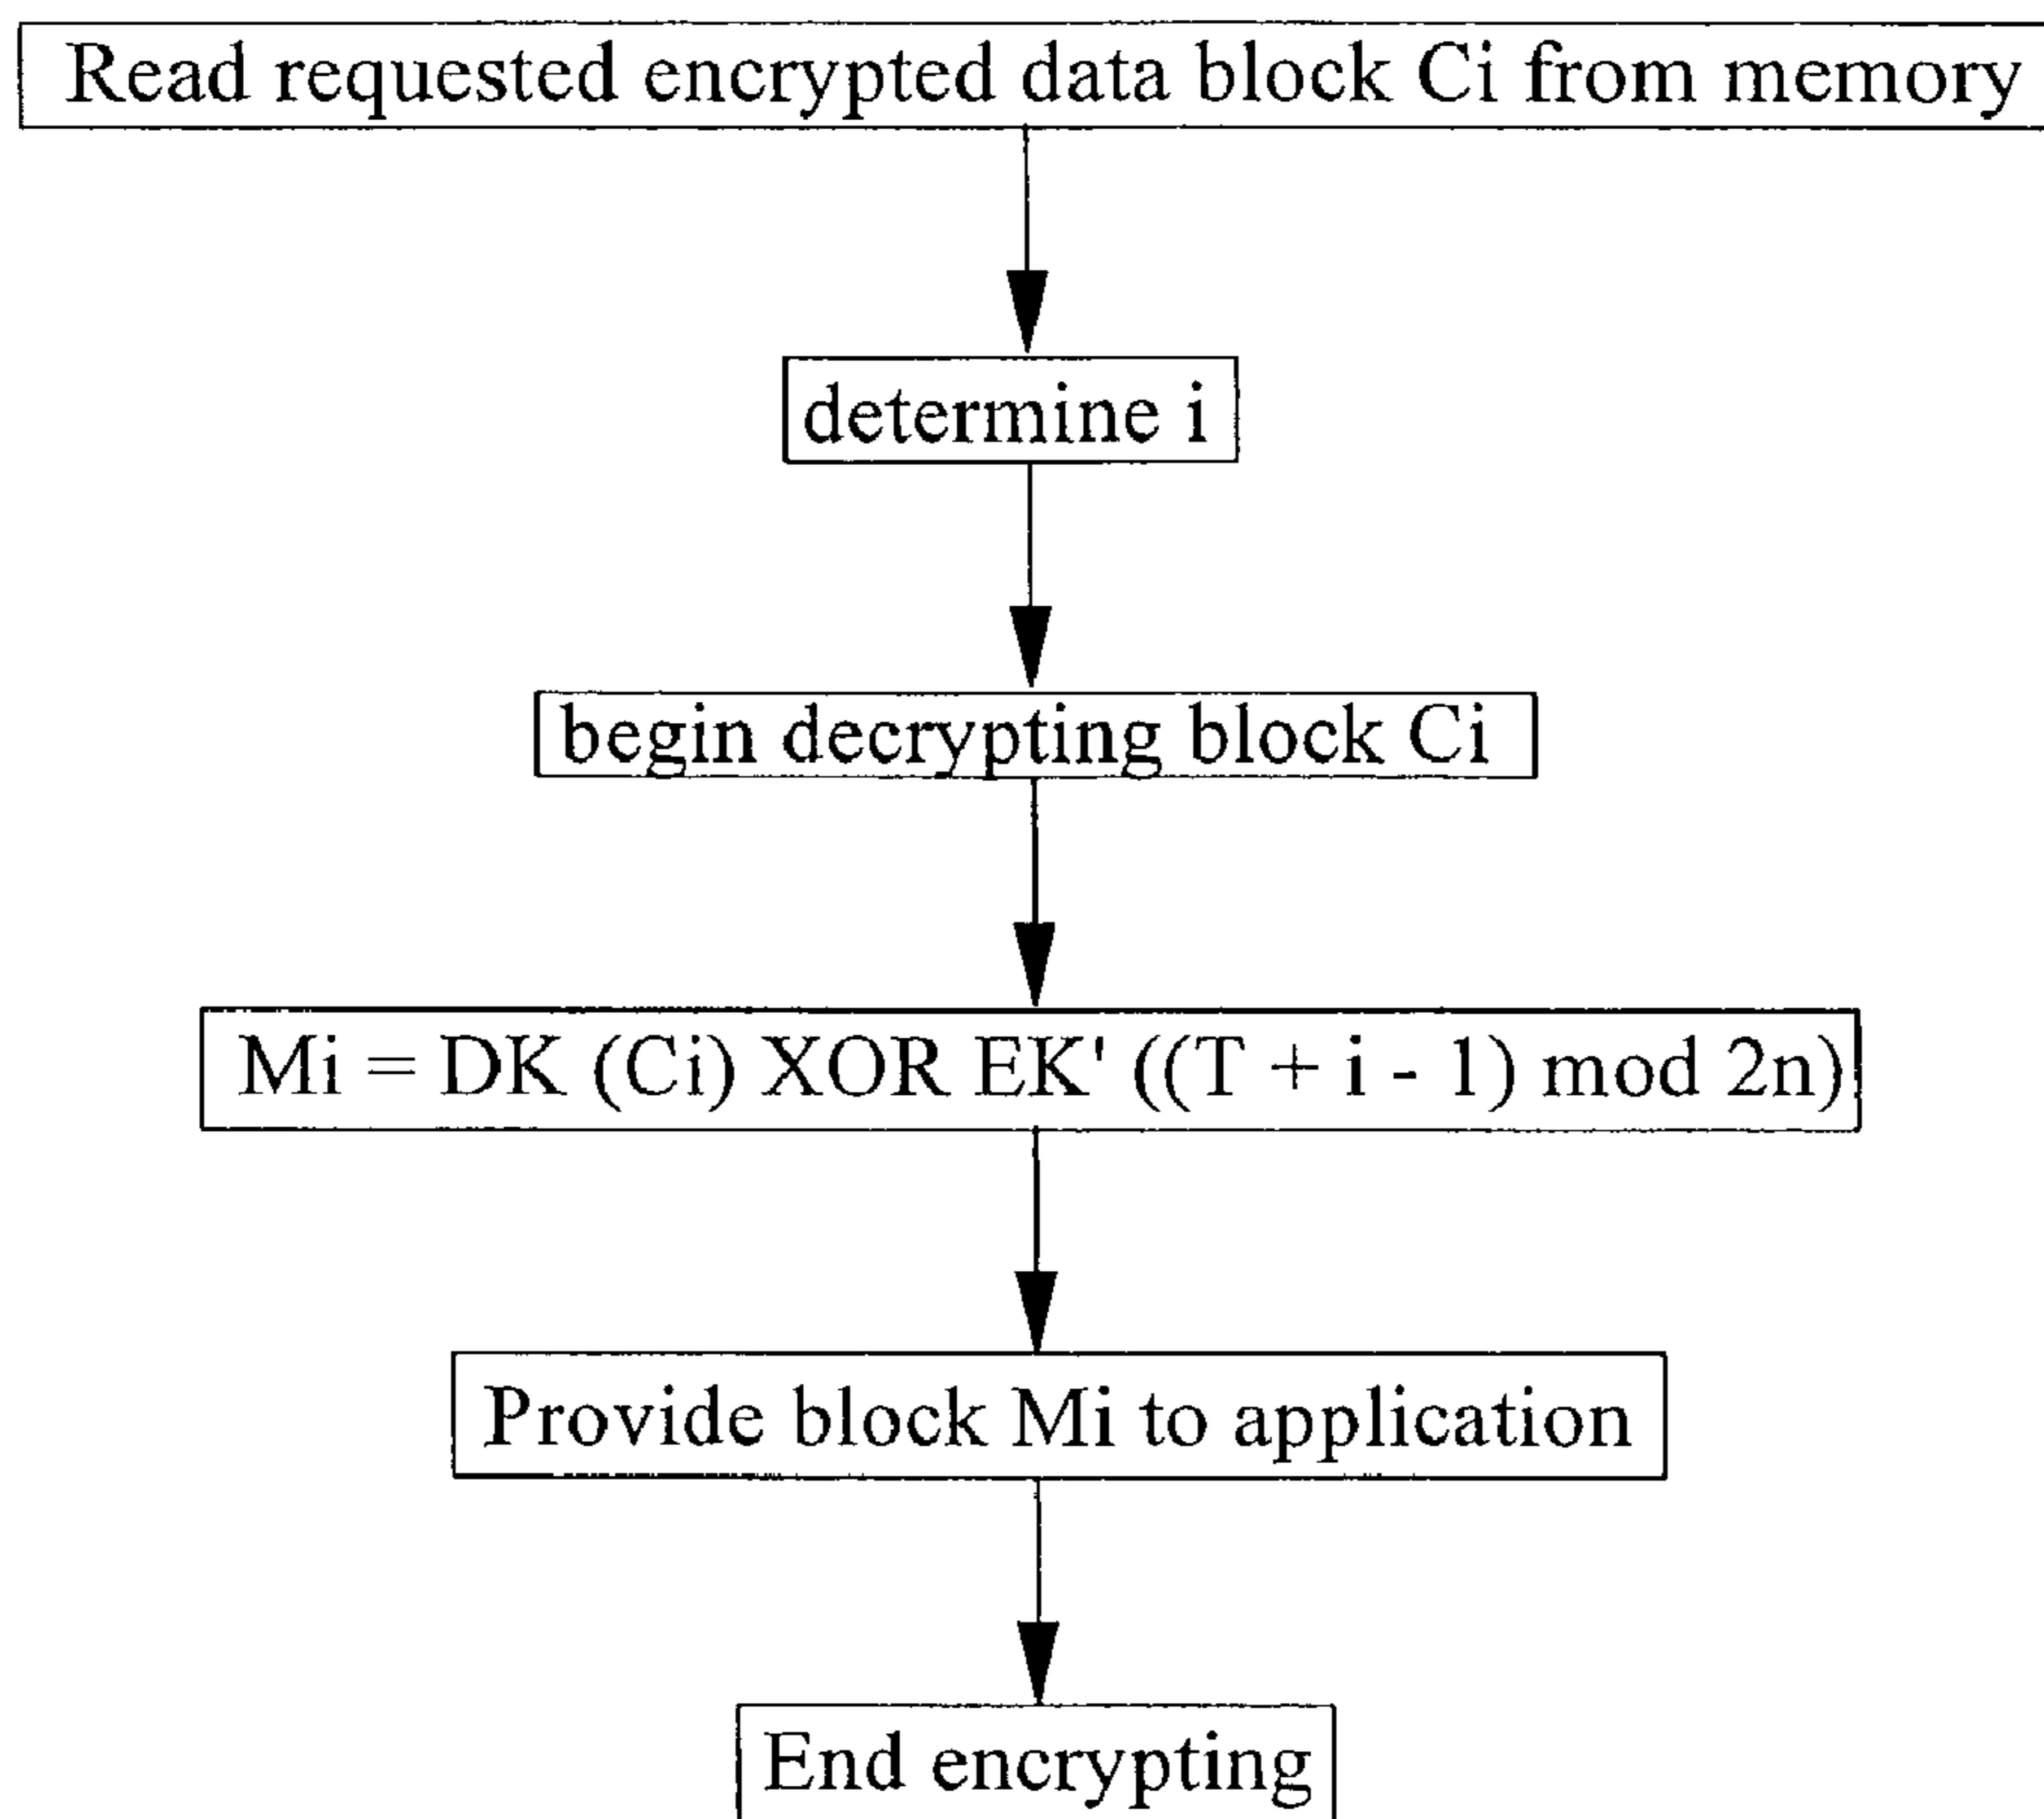 Read requested encrypted data block Ci from memory
determine i
begin decrypting block Ci
Mi = DK (Ci) XOR EK' ((T + i - 1) mod 2n)
Provide block Mi to application
End encrypting